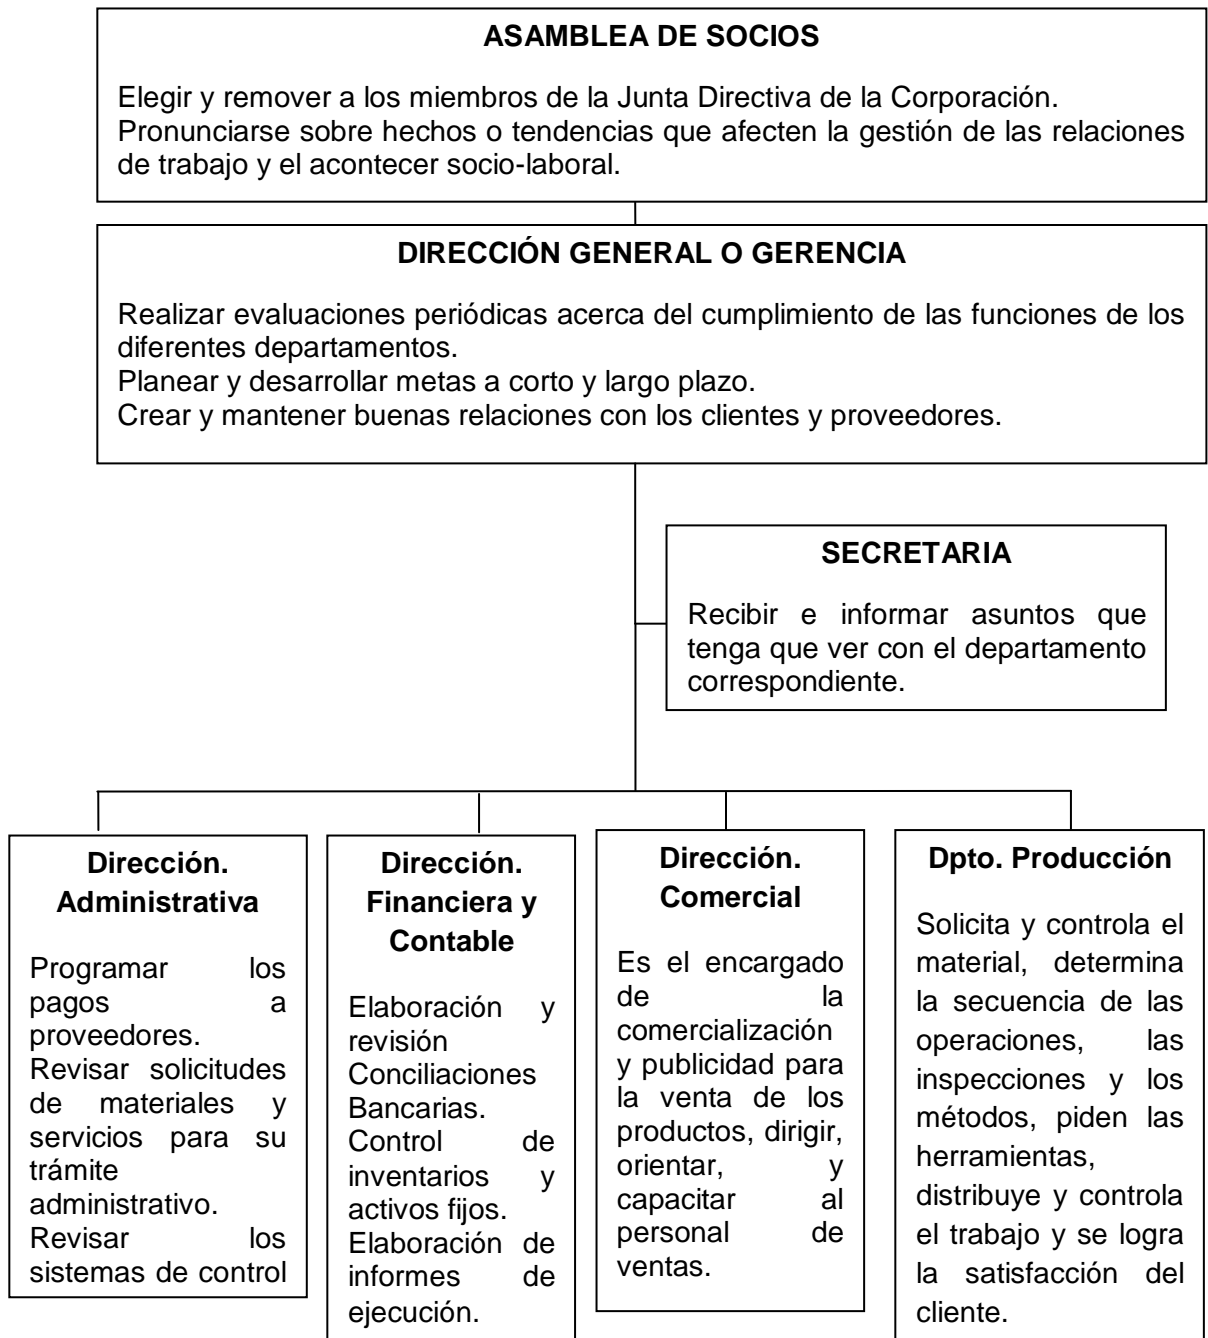 ASAMBLEA DE SOCIOS
Elegir y remover a los miembros de la Junta Directiva de la Corporación.
Pronunciarse sobre hechos o tendencias que afecten la gestión de las relaciones
de trabajo y el acontecer socio-laboral.
DIRECCIÓN GENERAL O GERENCIA
Realizar evaluaciones periódicas acerca del cumplimiento de las funciones de los
diferentes departamentos.
Planear y desarrollar metas a corto y largo plazo.
Crear y mantener buenas relaciones con los clientes y proveedores.
SECRETARIA
Recibir e informar asuntos que
tenga que ver con el departamento
correspondiente.
Dirección.
Administrativa
Programar los
pagos a
proveedores.
Revisar solicitudes
de materiales y
servicios para su
trámite
administrativo.
Revisar los
sistemas de control
Dirección.
Financiera y
Contable
Elaboración y
revisión
Conciliaciones
Bancarias.
Control de
inventarios y
activos fijos.
Elaboración de
informes de
ejecución.
Dirección.
Comercial
Es el encargado
de la
comercialización
y publicidad para
la venta de los
productos, dirigir,
orientar, y
capacitar al
personal de
ventas.
Dpto. Producción
Solicita y controla el
material, determina
la secuencia de las
operaciones, las
inspecciones y los
métodos, piden las
herramientas,
distribuye y controla
el trabajo y se logra
la satisfacción del
cliente.